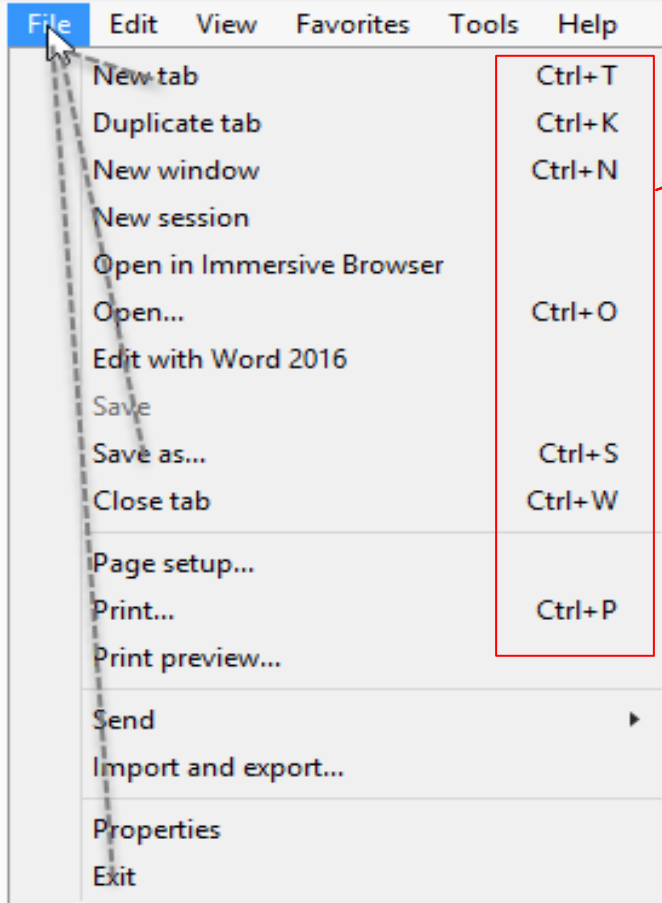 File Edit View Favorites Tools Help
New tab Ctrl+T
Duplicate tab Ctrl+K
New window Ctrl+N
New session
Open in Immersive Browser
Open... Ctrl+O
Edit with Word 2016
Save
Save as... Ctrl+S
Close tab Ctrl+W
Page setup...
Print... Ctrl+P
Print preview...
Send
Import and export...
Properties
Exit